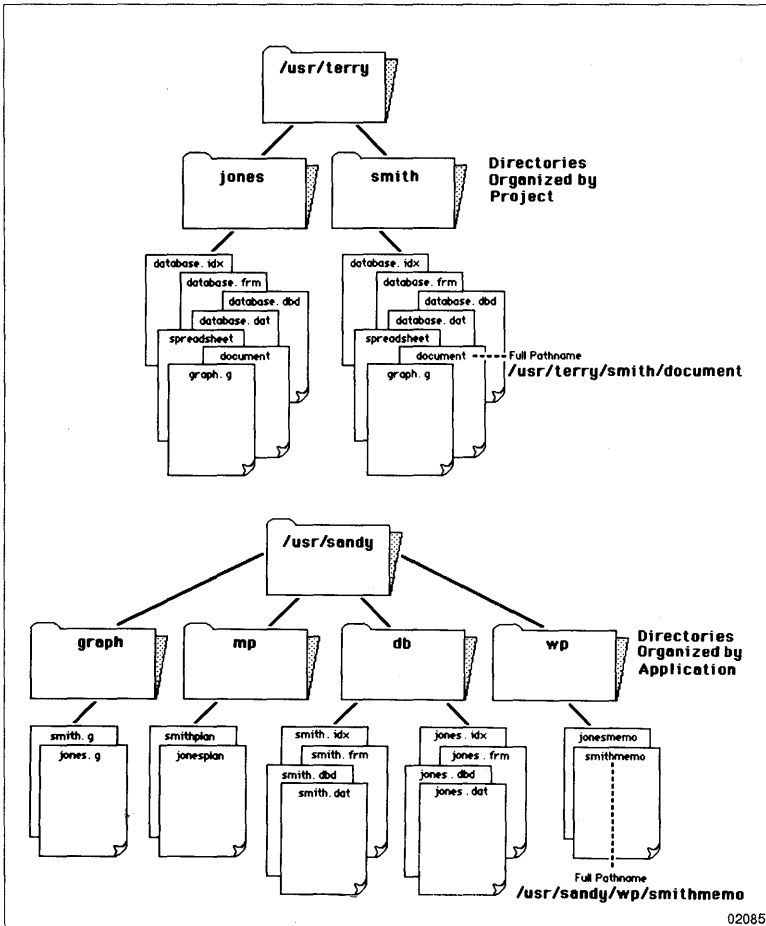 /usr/terry
jones
smith
Directories
Organized by
Project
database. idx
database. frm
database. dbd
database. dat
spreadsheet
document
graph. g
database. idx
database. frm
database. dbd
database. dat
spreadsheet
document
graph. g
Full Pathname
/usr/terry/smith/document
/usr/sandy
graph
mp
db
wp
Directories
Organized by
Application
smith. g
jones. g
smithplan
jonesplan
smith. idx
smith. frm
smith. dbd
smith. dat
jones. idx
jones. frm
jones. dbd
jones. dat
jonesmemo
smithmemo
Full Pathname
/usr/sandy/wp/smithmemo
02085